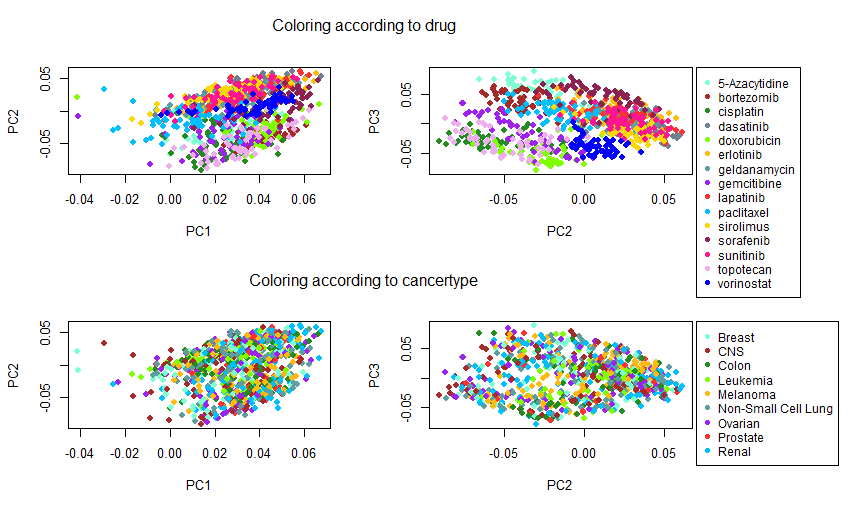 Coloring according to drug
PC2
0.05
-0.05
-0.04 -0.02 0.00 0.02 0.04 0.06
PC1
PC3
0.05
-0.05
-0.05 0.00 0.05
PC2
5-Azacytidine
bortezomib
cisplatin
dasatinib
doxorubicin
erlotinib
geldanamycin
gemcitibine
lapatinib
paclitaxel
sirolimus
sorafenib
sunitinib
topotecan
vorinostat
Coloring according to cancertype
PC2
0.05
-0.05
-0.04 -0.02 0.00 0.02 0.04 0.06
PC1
PC3
0.05
-0.05
-0.05 0.00 0.05
PC2
Breast
CNS
Colon
Leukemia
Melanoma
Non-Small Cell Lung
Ovarian
Prostate
Renal